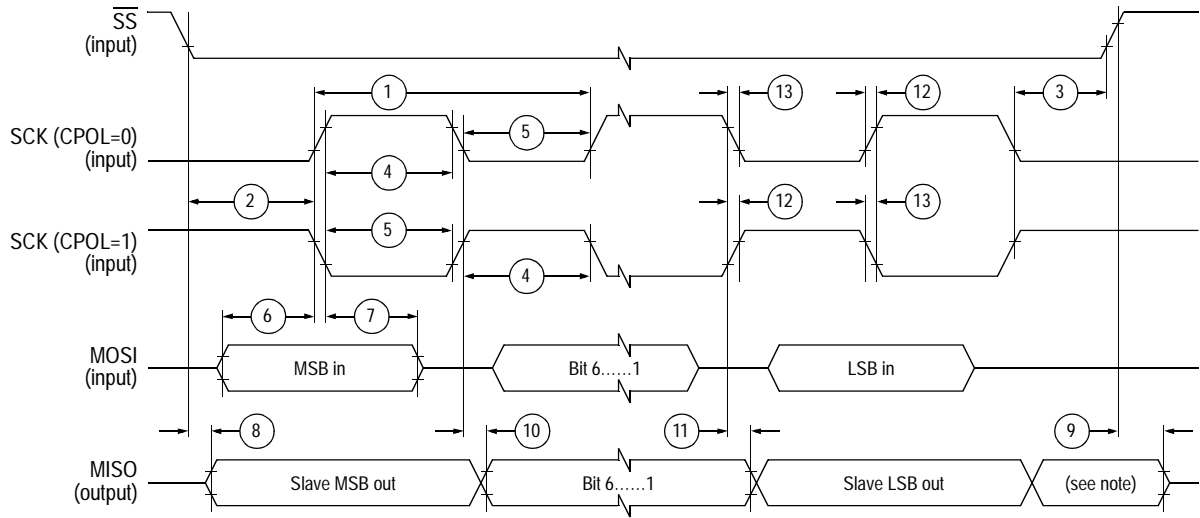 SS
(input)
1
13
12
3
SCK (CPOL=0)
(input)
5
4
2
12
13
5
SCK (CPOL=1)
(input)
4
6
7
MOSI
(input)
MSB in
Bit 6......1
LSB in
8
10
11
9
MISO
(output)
Slave MSB out
Bit 6......1
Slave LSB out
(see note)